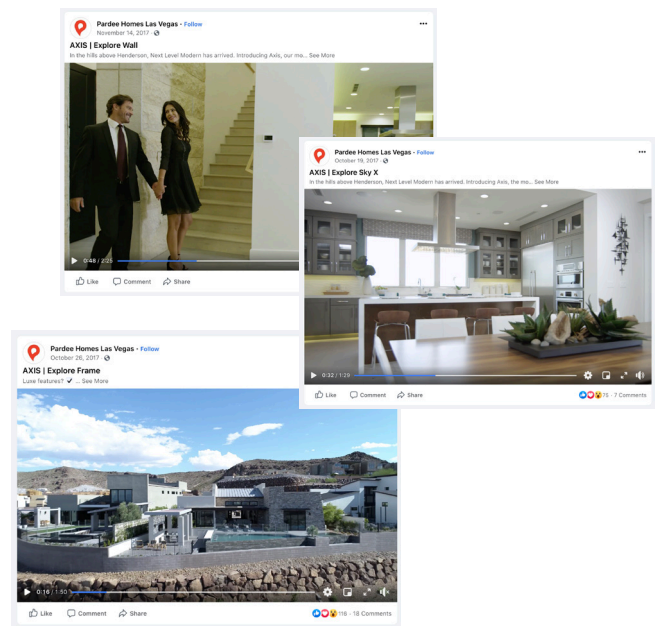 Pardee Homes Las Vegas • Follow
November 14, 2017 ·
AXIS | Explore Wall
In the hills above Henderson, Next Level Modern has arrived. Introducing Axis, our me... See More
0:48 / 2:25
Like Comment Share
Pardee Homes Las Vegas • Follow
October 19, 2017 ·
AXIS | Explore Sky X
In the hills above Henderson, Next Level Modern has arrived. Introducing Axis, the mo... See More
0:32 / 1:29
Like Comment Share 75 · 7 Comments
Pardee Homes Las Vegas • Follow
October 26, 2017 ·
AXIS | Explore Frame
Luxe features? ✔ ... See More
0:16 / 1:50
Like Comment Share 118 · 18 Comments